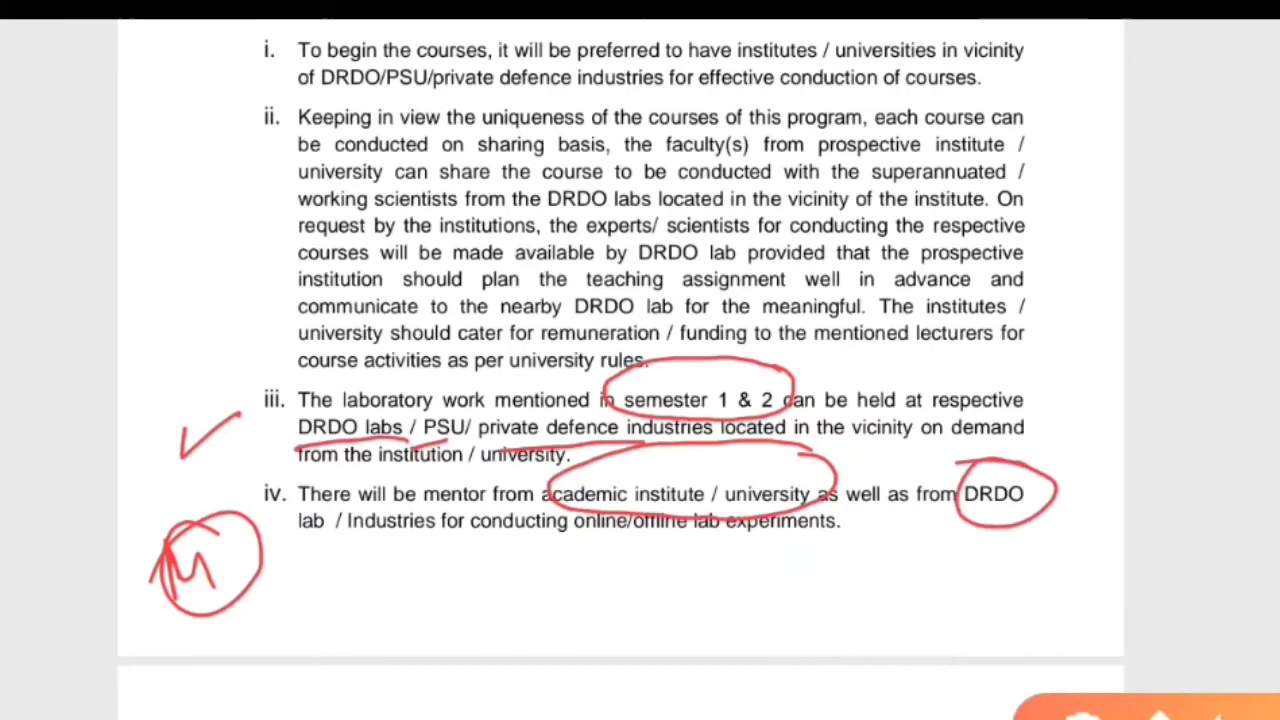 i. To begin the courses, it will be preferred to have institutes / universities in vicinity
of DRDO/PSU/private defence industries for effective conduction of courses.
ii. Keeping in view the uniqueness of the courses of this program, each course can
be conducted on sharing basis, the faculty(s) from prospective institute /
university can share the course to be conducted with the superannuated /
working scientists from the DRDO labs located in the vicinity of the institute. On
request by the institutions, the experts/ scientists for conducting the respective
courses will be made available by DRDO lab provided that the prospective
institution should plan the teaching assignment well in advance and
communicate to the nearby DRDO lab for the meaningful. The institutes /
university should cater for remuneration / funding to the mentioned lecturers for
course activities as per university rules.
iii. The laboratory work mentioned in semester 1 & 2 can be held at respective
DRDO labs / PSU/ private defence industries located in the vicinity on demand
from the institution / university.
iv. There will be mentor from academic institute / university as well as from DRDO
lab / Industries for conducting online/offline lab experiments.
M